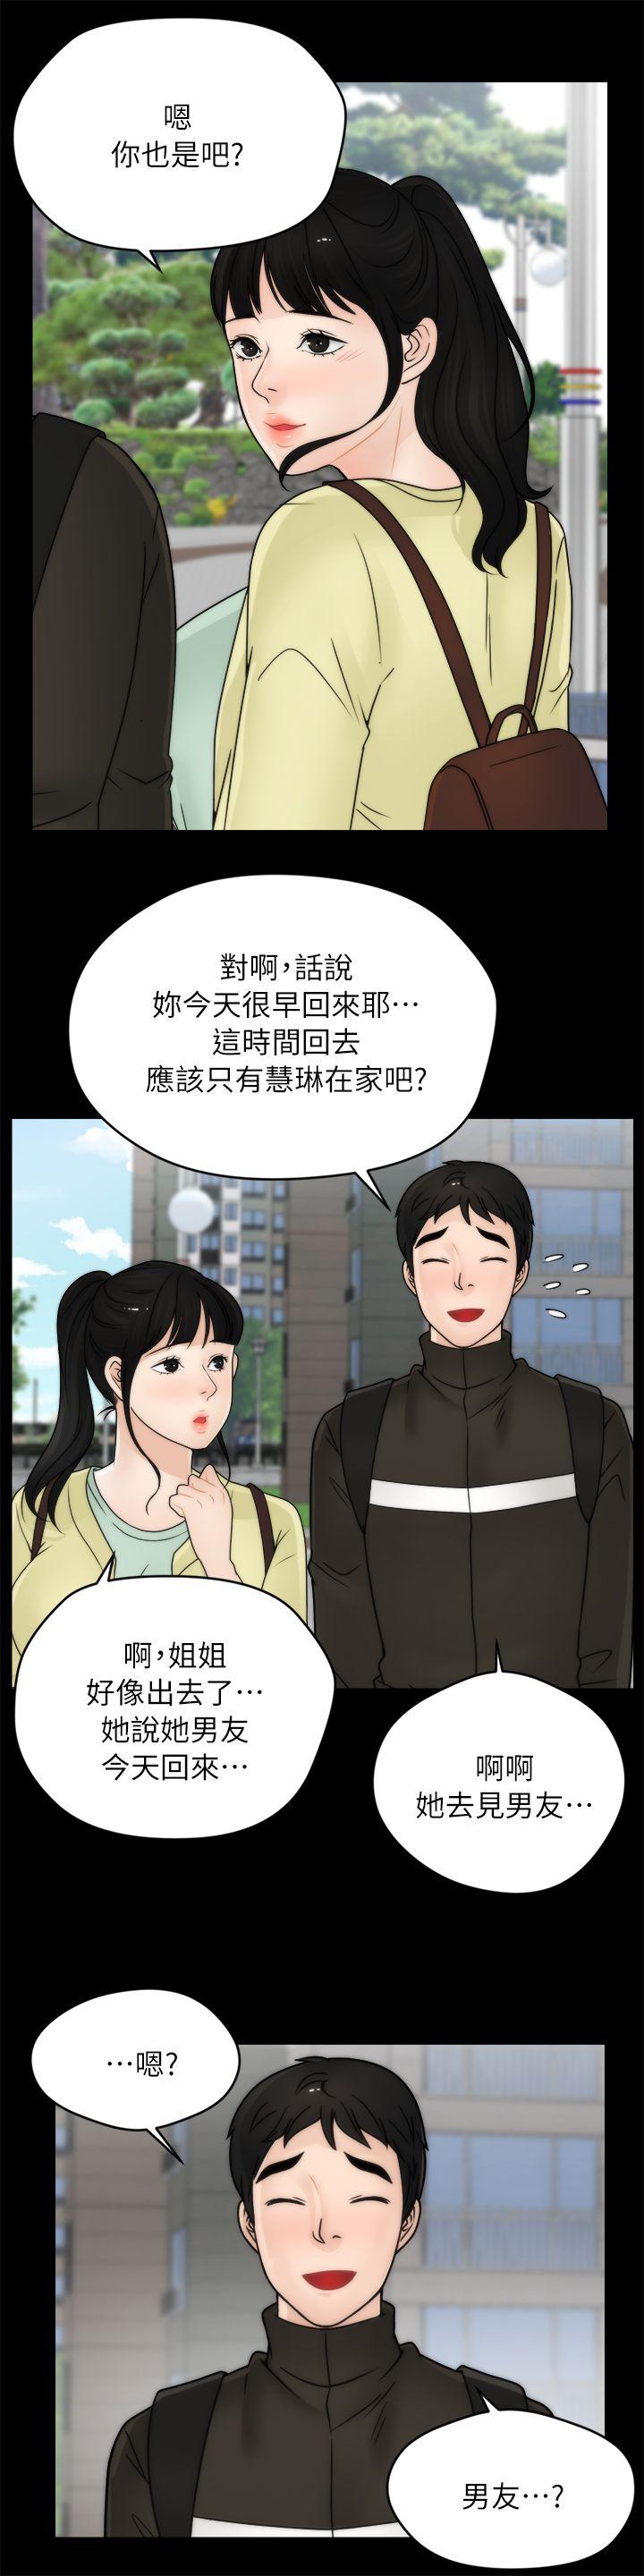 嗯
你也是吧?
對啊，話說
妳今天很早回來耶…
這時間回去
應該只有慧琳在家吧?
啊，姐姐
好像出去了…
她說她男友
今天回來…
啊啊
她去見男友…
…嗯?
男友…?